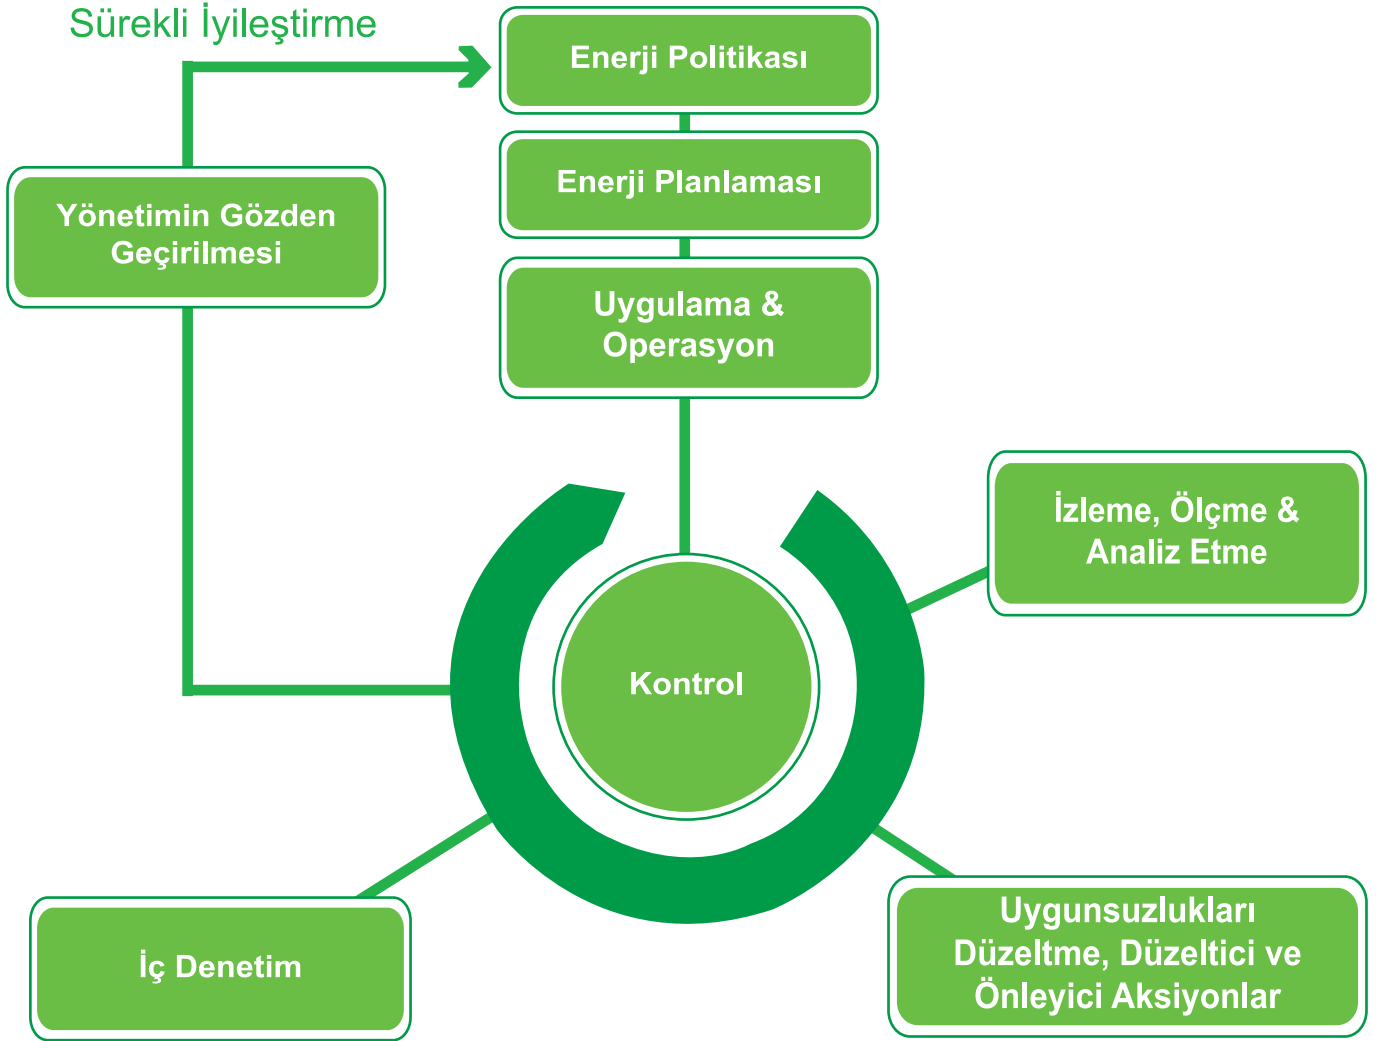 Sürekli İyileştirme
Enerji Politikası
Enerji Planlaması
Yönetimin Gözden
Geçirilmesi
Uygulama &
Operasyon
İzleme, Ölçme &
Analiz Etme
Kontrol
Uygunsuzlukları
Düzeltme, Düzeltici ve
Önleyici Aksiyonlar
İç Denetim